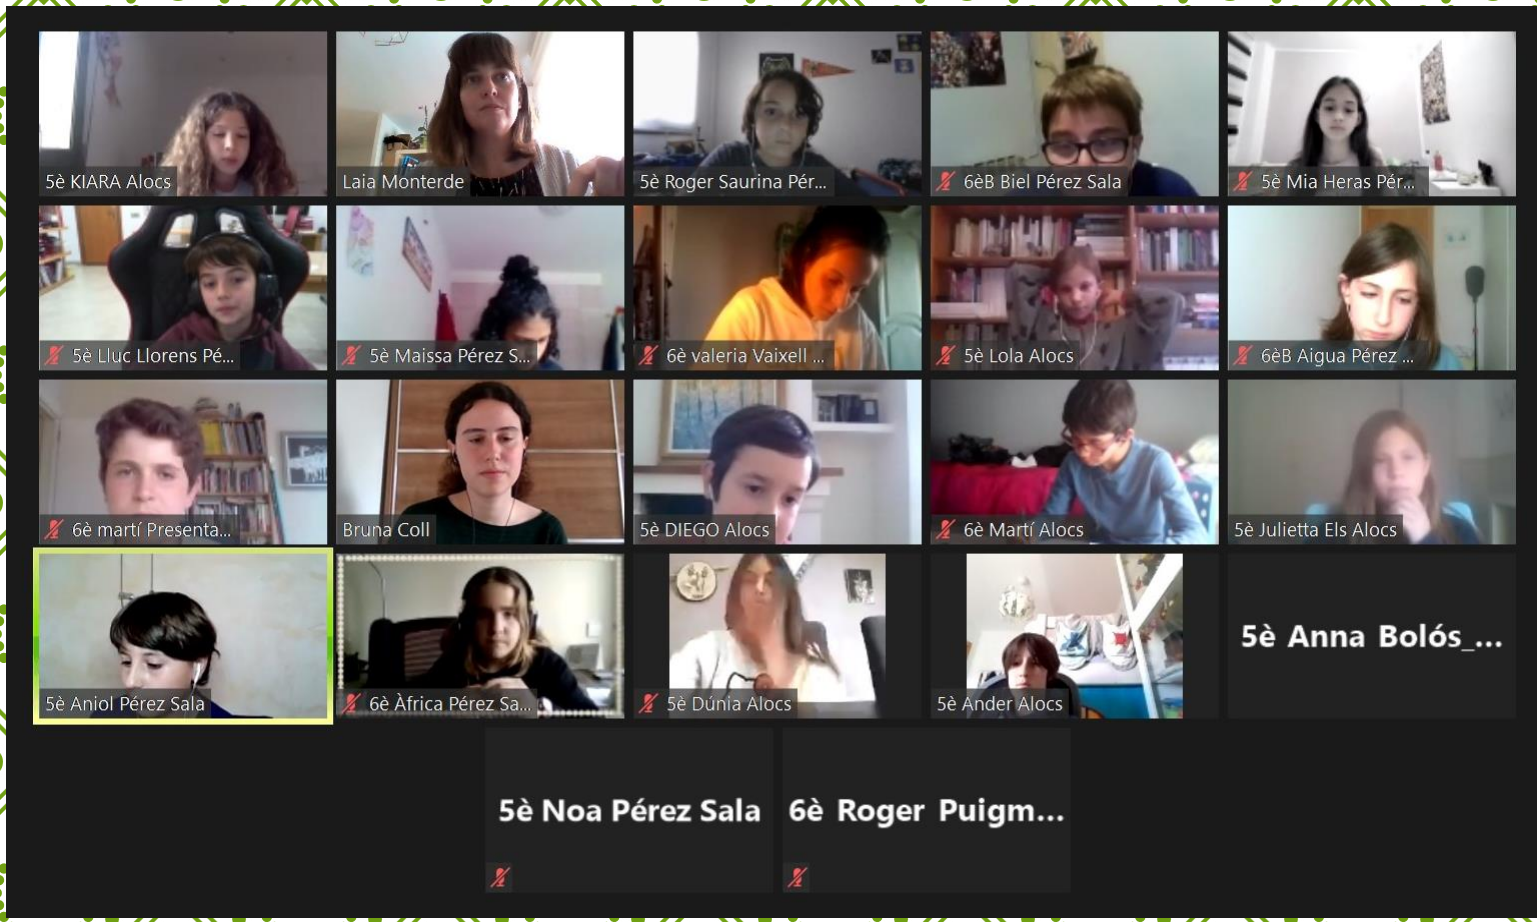 5è KIARA Alocs
Laia Monterde
5è Roger Saurina Pér...
6èB Biel Pérez Sala
5è Mia Heras Pér...
5è Lluc Llorens Pé...
5è Maissa Pérez S...
6è valeria Vaixell ...
5è Lola Alocs
6èB Aigua Pérez ...
6è martí Presenta...
Bruna Coll
5è DIEGO Alocs
6è Martí Alocs
5è Julietta Els Alocs
5è Aniol Pérez Sala
6è Àfrica Pérez Sa...
5è Dúnia Alocs
5è Ander Alocs
5è Anna Bolós_...
5è Noa Pérez Sala
6è Roger Puigm...